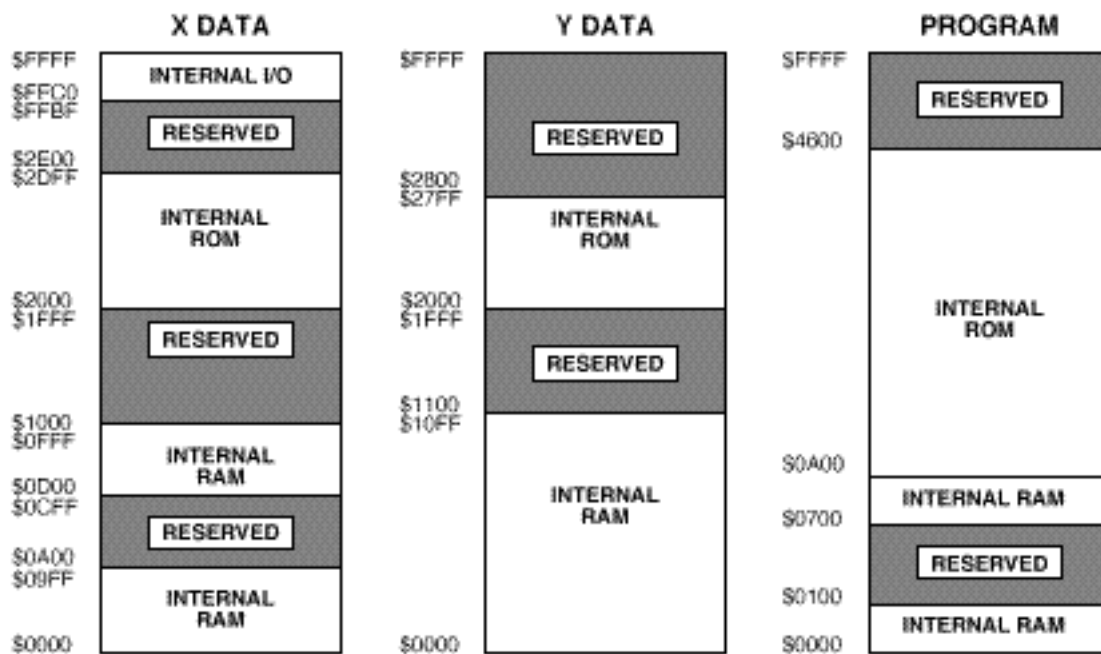 X DATA
$FFFF
INTERNAL I/O
$FFC0
$FFBF
RESERVED
$2E00
$2DFF
INTERNAL
ROM
$2000
$1FFF
RESERVED
$1000
$0FFF
INTERNAL
RAM
$0D00
$0CFF
RESERVED
$0A00
$09FF
INTERNAL
RAM
$0000
Y DATA
$FFFF
RESERVED
$2800
$27FF
INTERNAL
ROM
$2000
$1FFF
RESERVED
$1100
$10FF
INTERNAL
RAM
$0000
PROGRAM
$FFFF
RESERVED
$4600
INTERNAL
ROM
$0A00
INTERNAL RAM
$0700
RESERVED
$0100
INTERNAL RAM
$0000